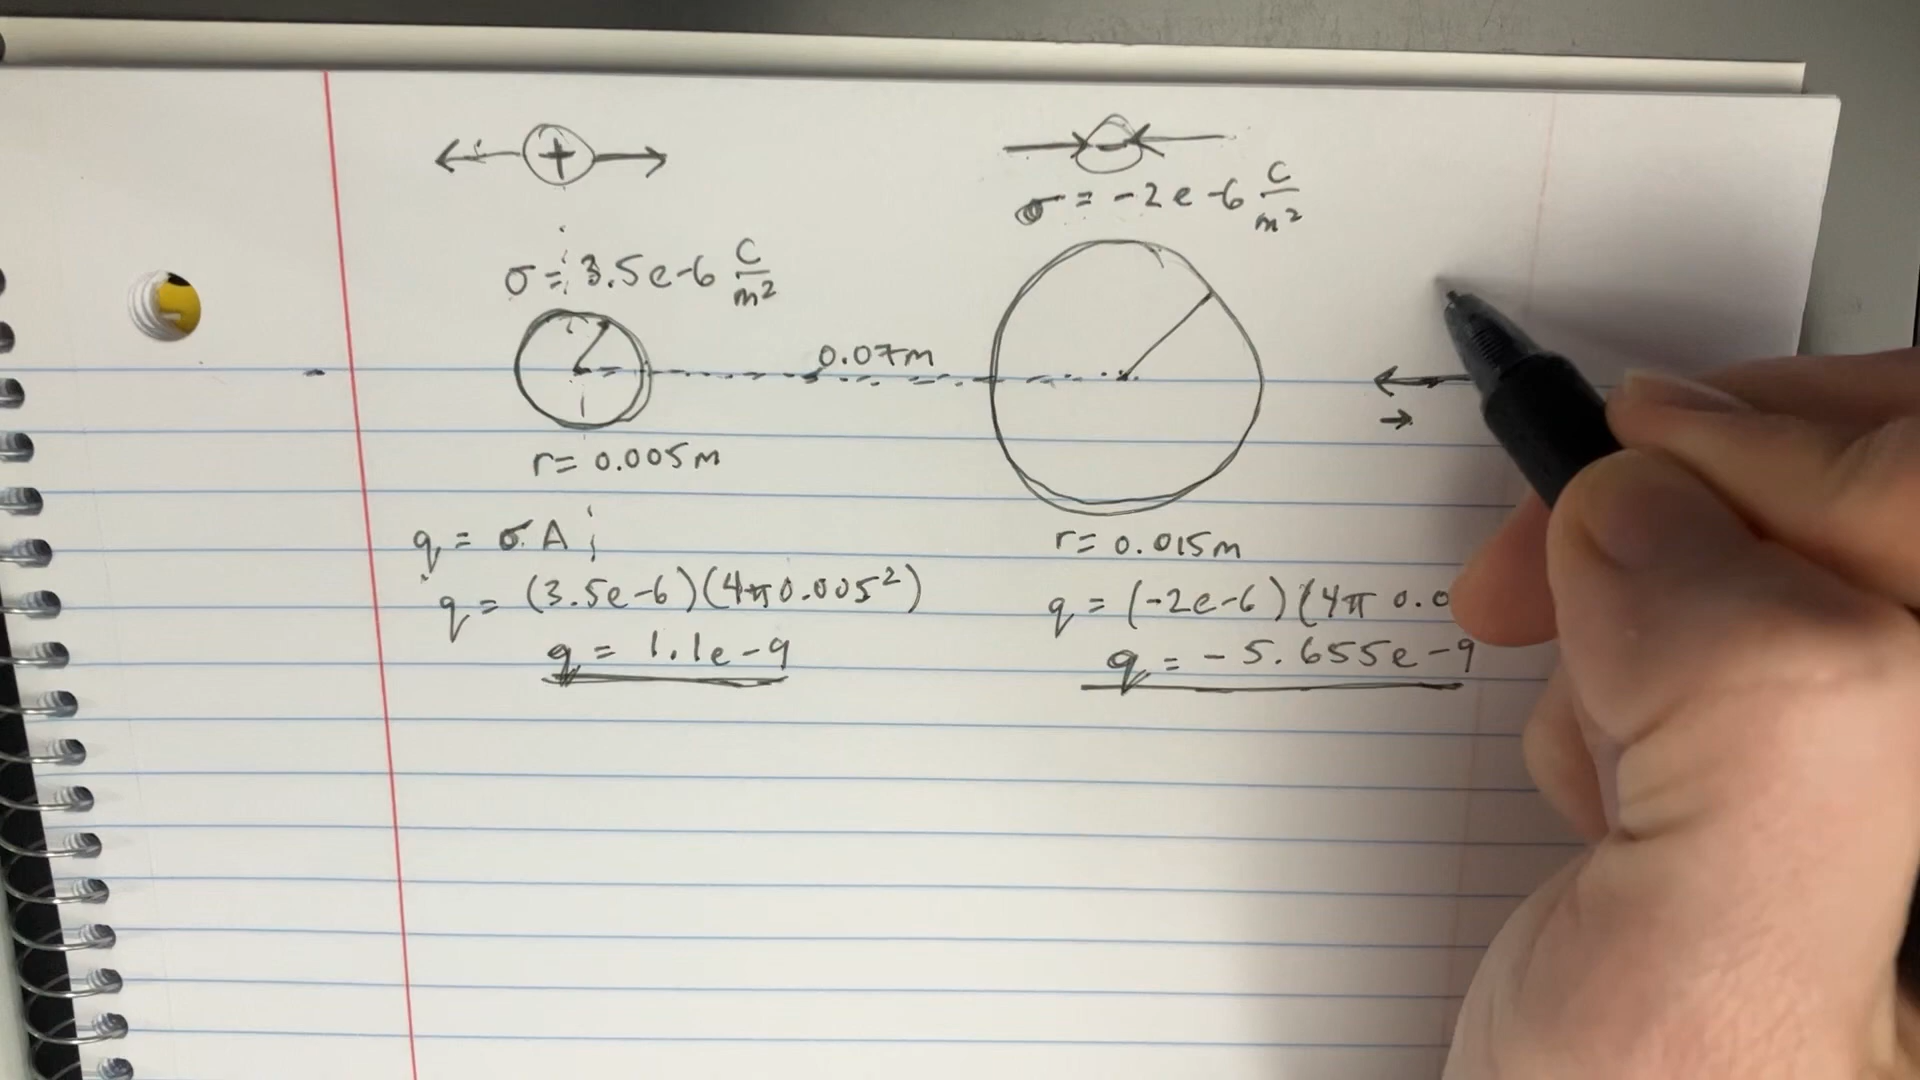 +
-
σ = -2e-6 C/m²
σ = 3.5e-6 C/m²
0.07m
r = 0.005m
q = σ A
r = 0.015m
q = (3.5e-6)(4π0.005²)
q = (-2e-6)(4π 0.0
q = 1.1e-9
q = -5.655e-9